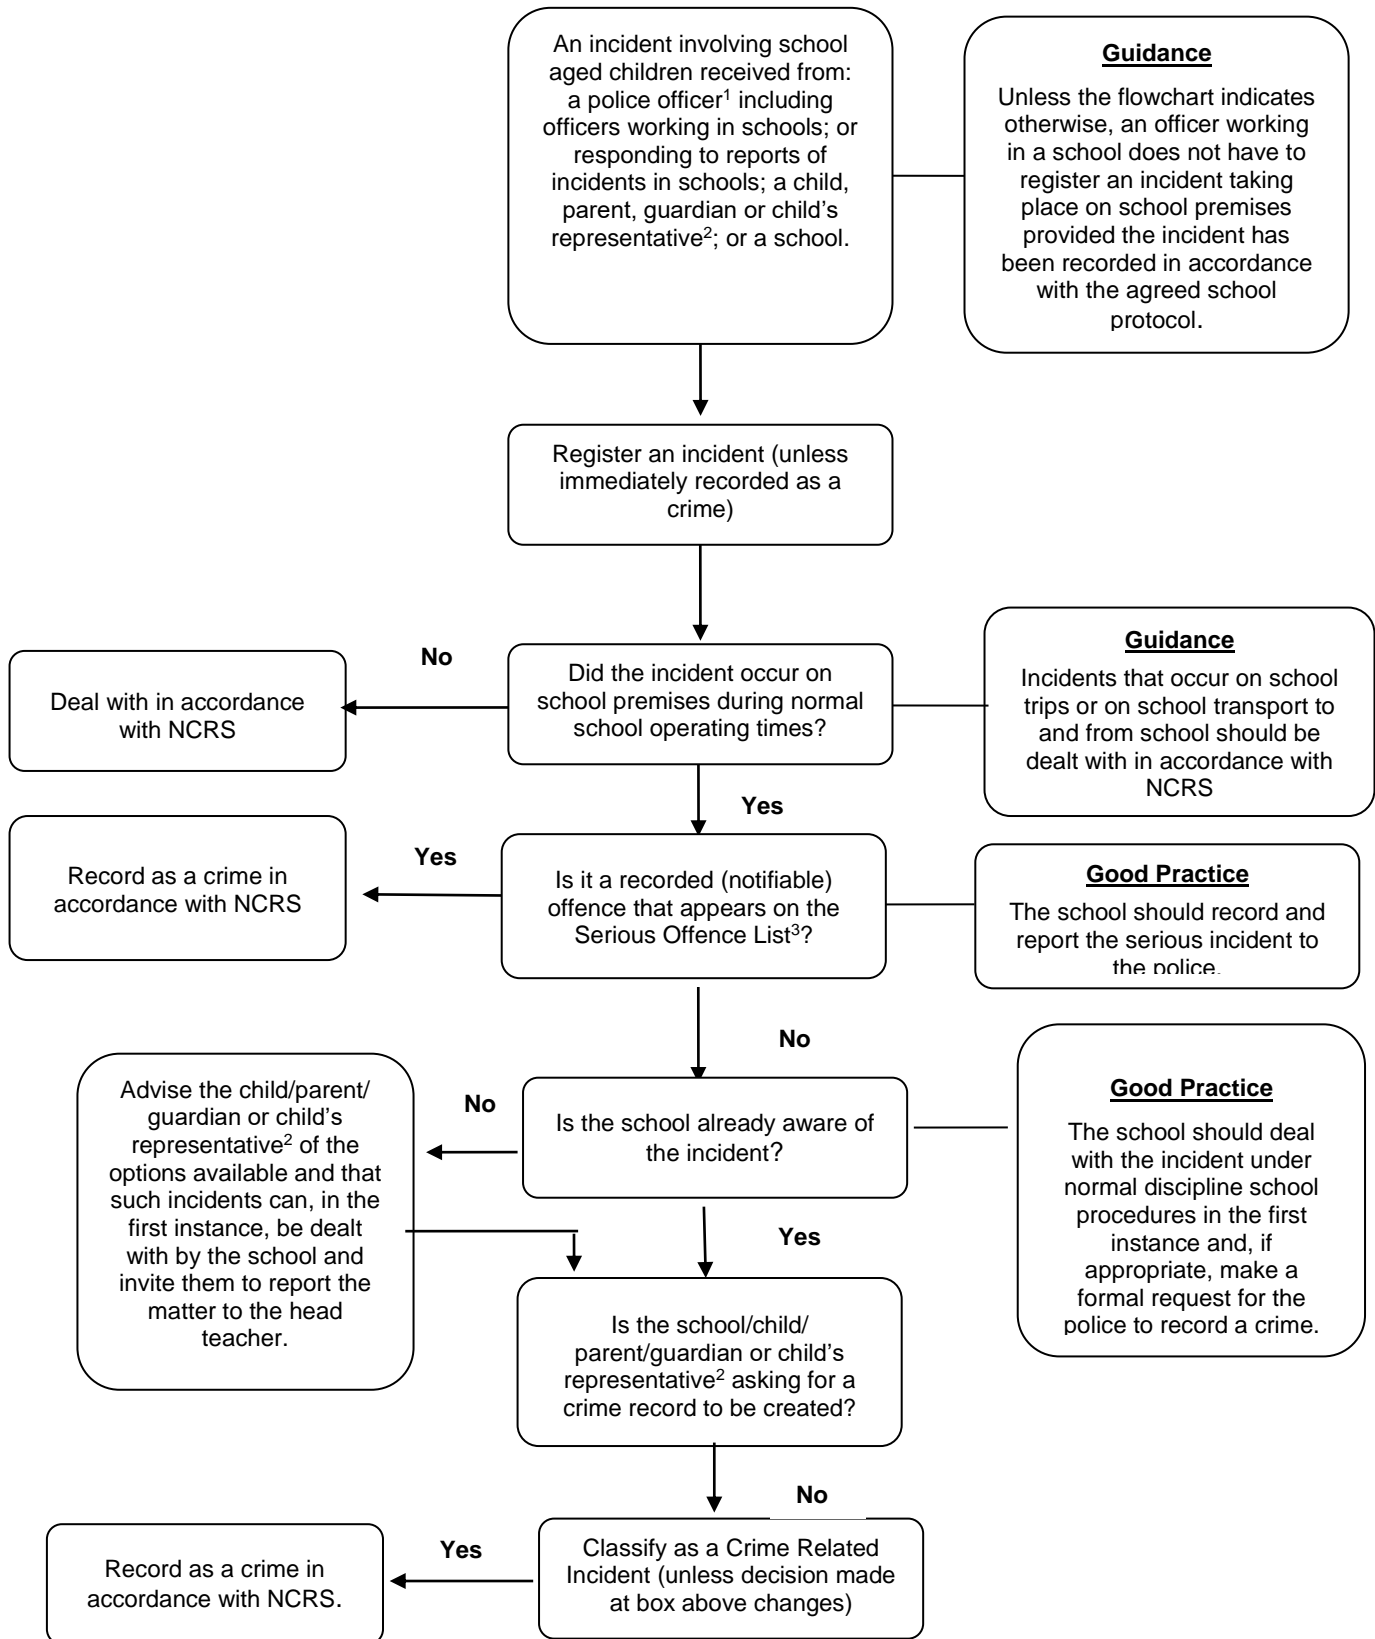 An incident involving school
aged children received from:
a police officer¹ including
officers working in schools; or
responding to reports of
incidents in schools; a child,
parent, guardian or child’s
representative²; or a school.
Guidance
Unless the flowchart indicates
otherwise, an officer working
in a school does not have to
register an incident taking
place on school premises
provided the incident has
been recorded in accordance
with the agreed school
protocol.
Register an incident (unless
immediately recorded as a
crime)
No
Deal with in accordance
with NCRS
Did the incident occur on
school premises during normal
school operating times?
Guidance
Incidents that occur on school
trips or on school transport to
and from school should be
dealt with in accordance with
NCRS
Yes
Yes
Record as a crime in
accordance with NCRS
Is it a recorded (notifiable)
offence that appears on the
Serious Offence List³?
Good Practice
The school should record and
report the serious incident to
the police.
No
Advise the child/parent/
guardian or child’s
representative² of the
options available and that
such incidents can, in the
first instance, be dealt
with by the school and
invite them to report the
matter to the head
teacher.
No
Is the school already aware of
the incident?
Good Practice
The school should deal
with the incident under
normal discipline school
procedures in the first
instance and, if
appropriate, make a
formal request for the
police to record a crime.
Yes
Is the school/child/
parent/guardian or child’s
representative² asking for a
crime record to be created?
No
Record as a crime in
accordance with NCRS.
Yes
Classify as a Crime Related
Incident (unless decision made
at box above changes)